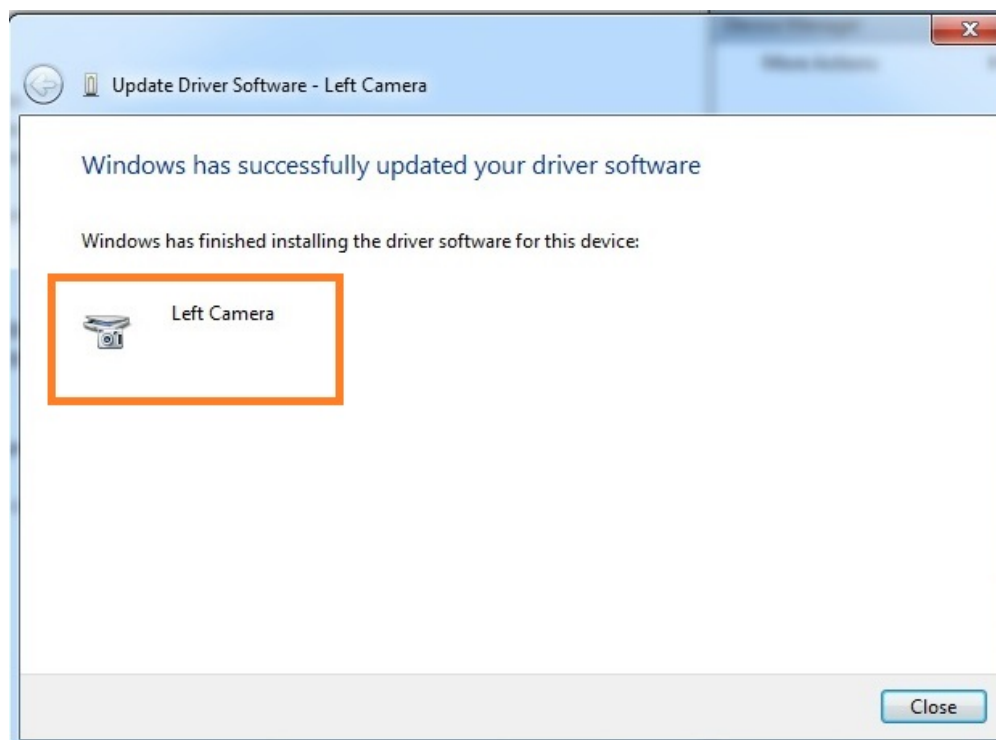 Update Driver Software - Left Camera
Windows has successfully updated your driver software
Windows has finished installing the driver software for this device:
Left Camera
Close